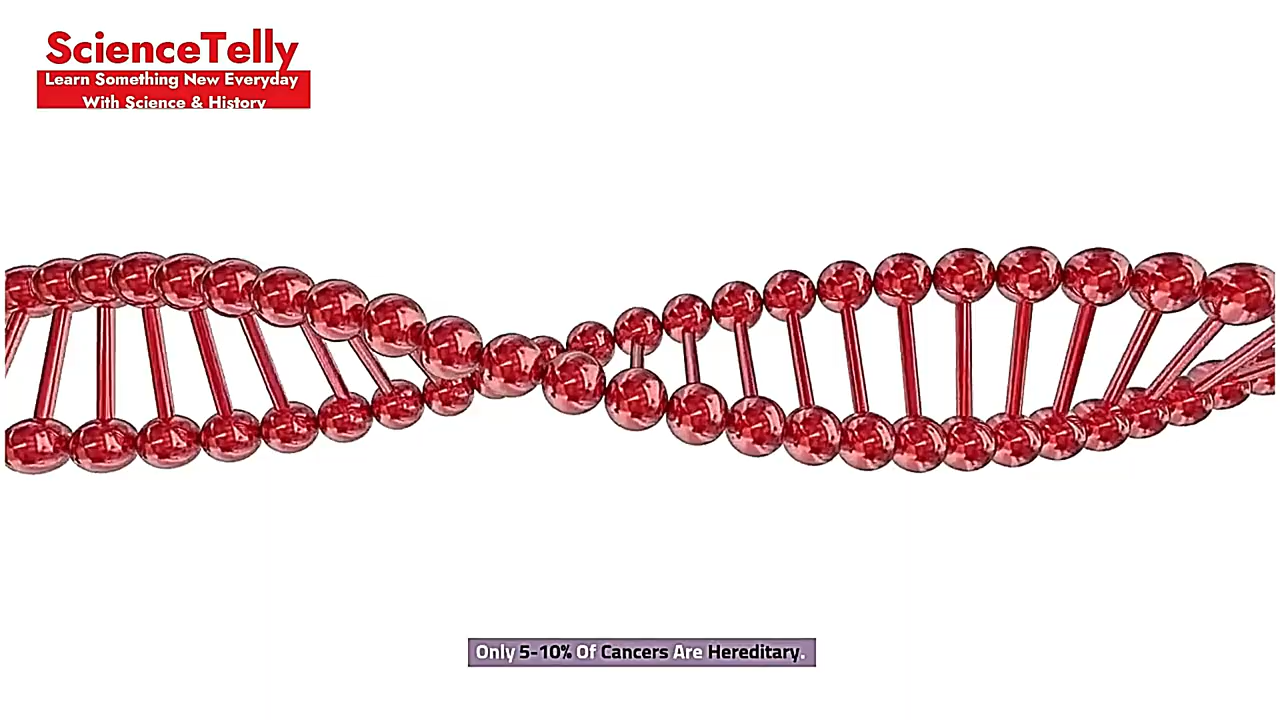 ScienceTelly
Learn Something New Everyday
With Science & History
Only 5-10% Of Cancers Are Hereditary.